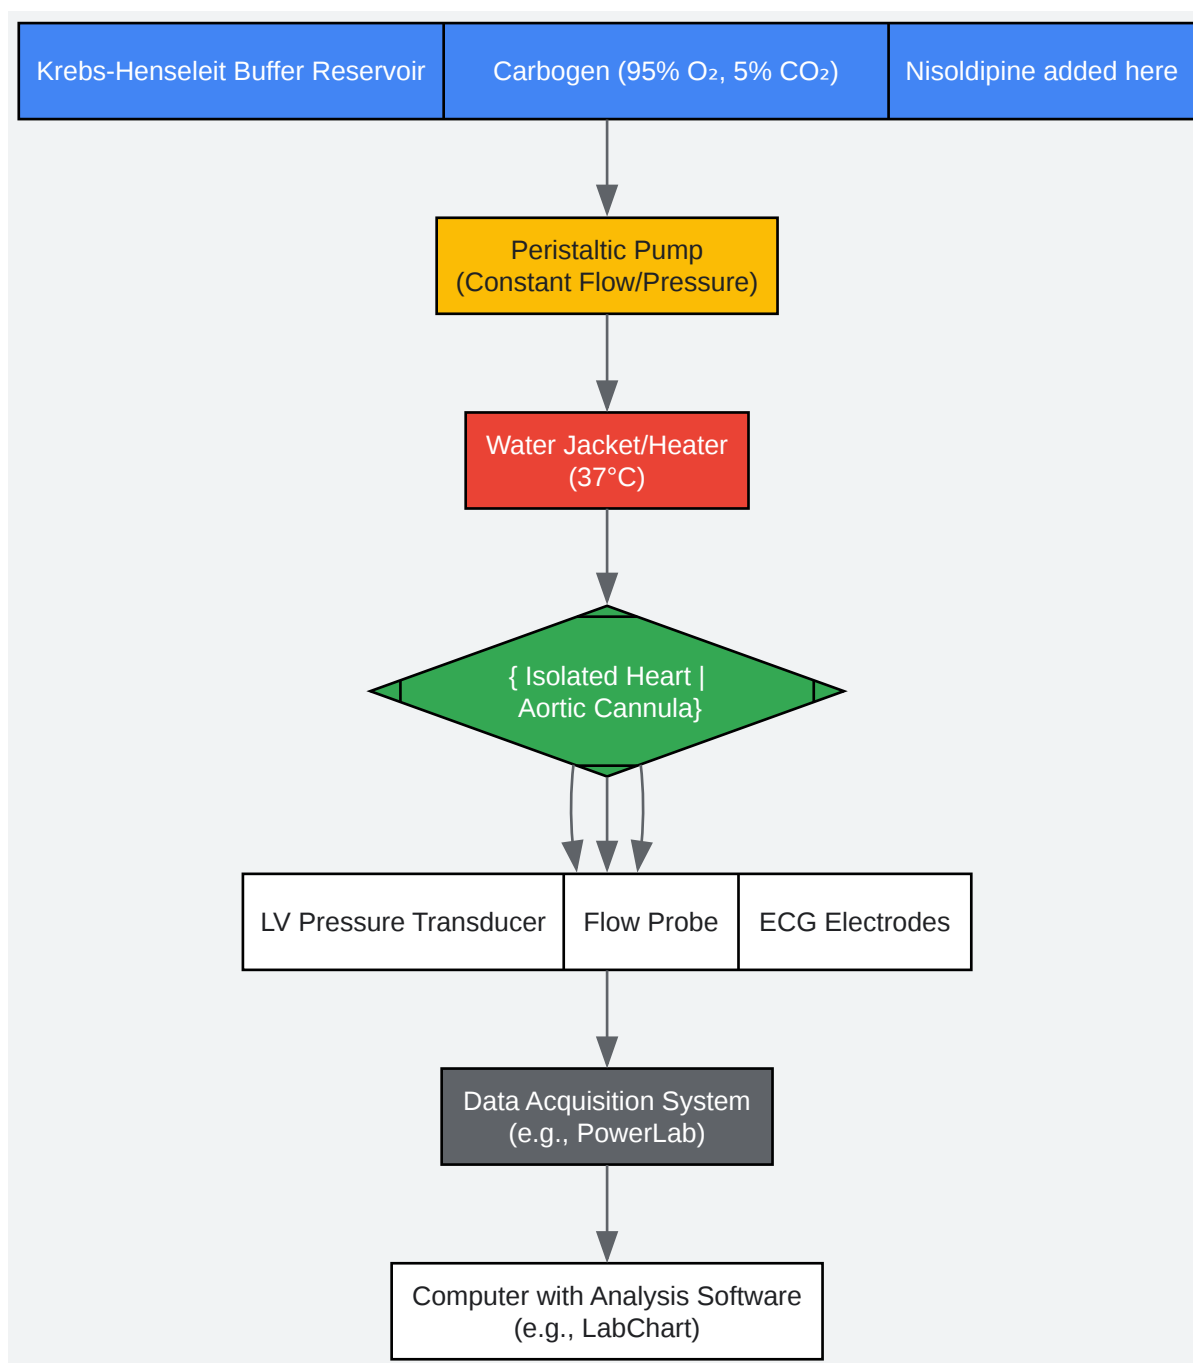 Krebs-Henseleit Buffer Reservoir
Carbogen (95% O₂, 5% CO₂)
Nisoldipine added here
Peristaltic Pump
(Constant Flow/Pressure)
Water Jacket/Heater
(37°C)
{ Isolated Heart |
Aortic Cannula}
LV Pressure Transducer
Flow Probe
ECG Electrodes
Data Acquisition System
(e.g., PowerLab)
Computer with Analysis Software
(e.g., LabChart)